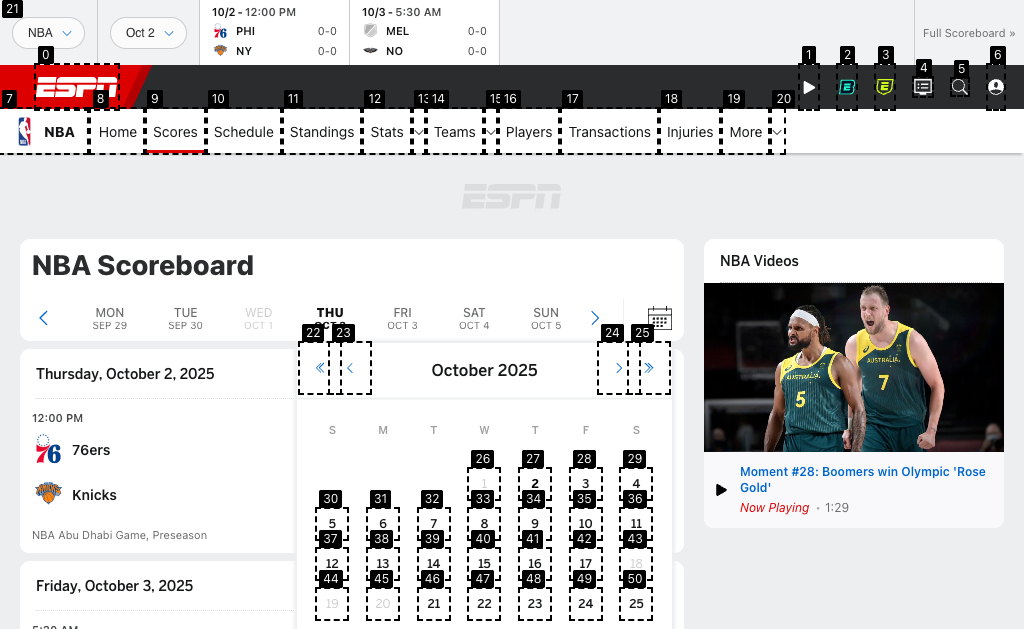 21
NBA
Oct 2
10/2 - 12:00 PM
PHI 0-0
NY 0-0
10/3 - 5:30 AM
MEL 0-0
NO 0-0
Full Scoreboard »
0 1 2 3 4 5 6
ESPN
7 8 9 10 11 12 13 14 15 16 17 18 19 20
NBA Home Scores Schedule Standings Stats Teams Players Transactions Injuries More
ESPN
NBA Scoreboard
MON TUE WED THU FRI SAT SUN
SEP 29 SEP 30 OCT 1 OCT 2 OCT 3 OCT 4 OCT 5
22 23 24 25
« ‹ October 2025 › »
S M T W T F S
26 27 28 29
1 2 3 4
30 31 32 33 34 35 36
5 6 7 8 9 10 11
37 38 39 40 41 42 43
12 13 14 15 16 17 18
44 45 46 47 48 49 50
19 20 21 22 23 24 25
Thursday, October 2, 2025
12:00 PM
76ers
Knicks
NBA Abu Dhabi Game, Preseason
Friday, October 3, 2025
5:30 AM
NBA Videos
AUSTRALIA
5
AUSTRALIA
7
Moment #28: Boomers win Olympic 'Rose
Gold'
Now Playing • 1:29